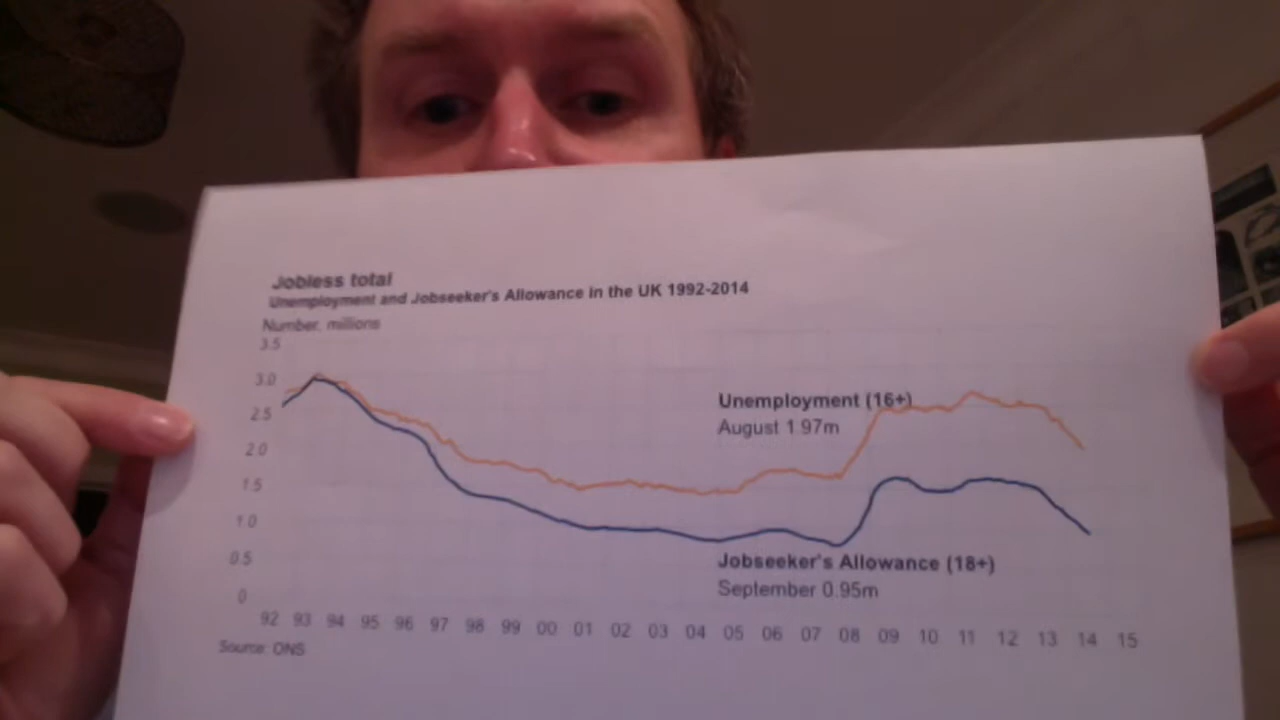 Jobless total
Unemployment and Jobseeker's Allowance in the UK 1992-2014
Number, millions
3.5
3.0
2.5
2.0
1.5
1.0
0.5
0
Unemployment (16+)
August 1.97m
Jobseeker's Allowance (18+)
September 0.95m
92 93 94 95 96 97 98 99 00 01 02 03 04 05 06 07 08 09 10 11 12 13 14 15
Source: ONS